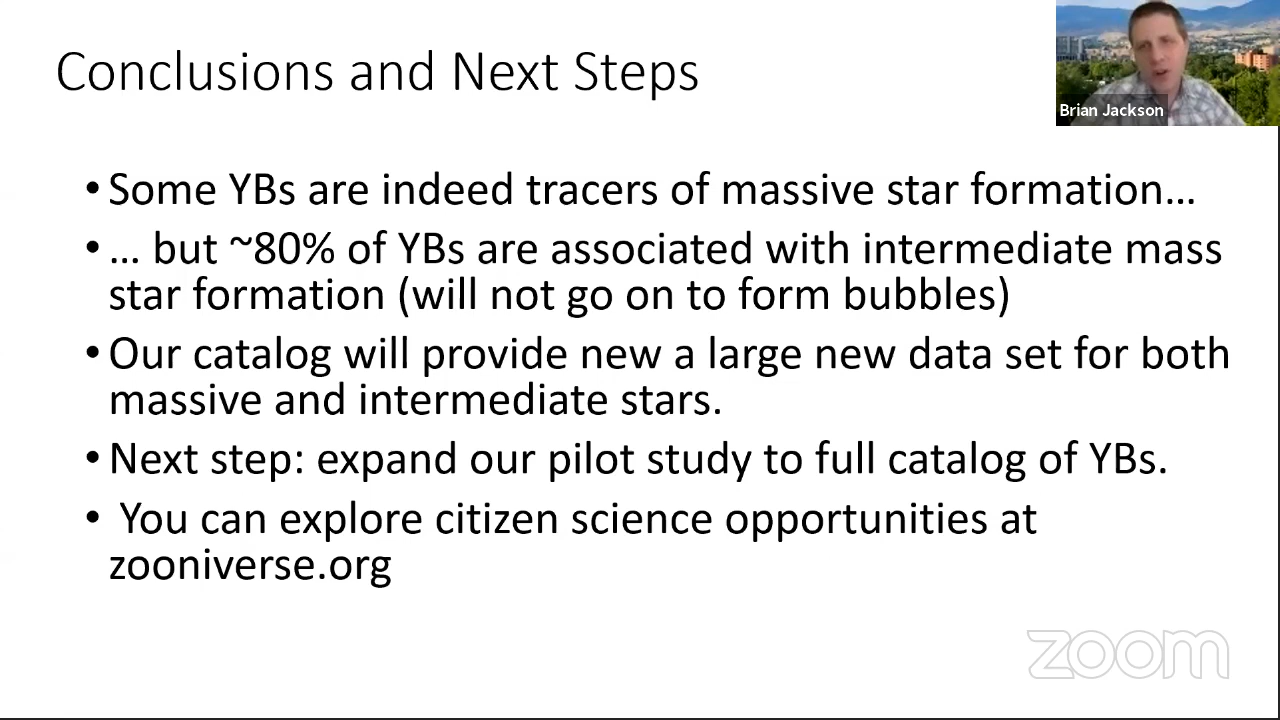 Conclusions and Next Steps
Brian Jackson
• Some YBs are indeed tracers of massive star formation…
• … but ~80% of YBs are associated with intermediate mass
star formation (will not go on to form bubbles)
• Our catalog will provide new a large new data set for both
massive and intermediate stars.
• Next step: expand our pilot study to full catalog of YBs.
• You can explore citizen science opportunities at
zooniverse.org
zoom